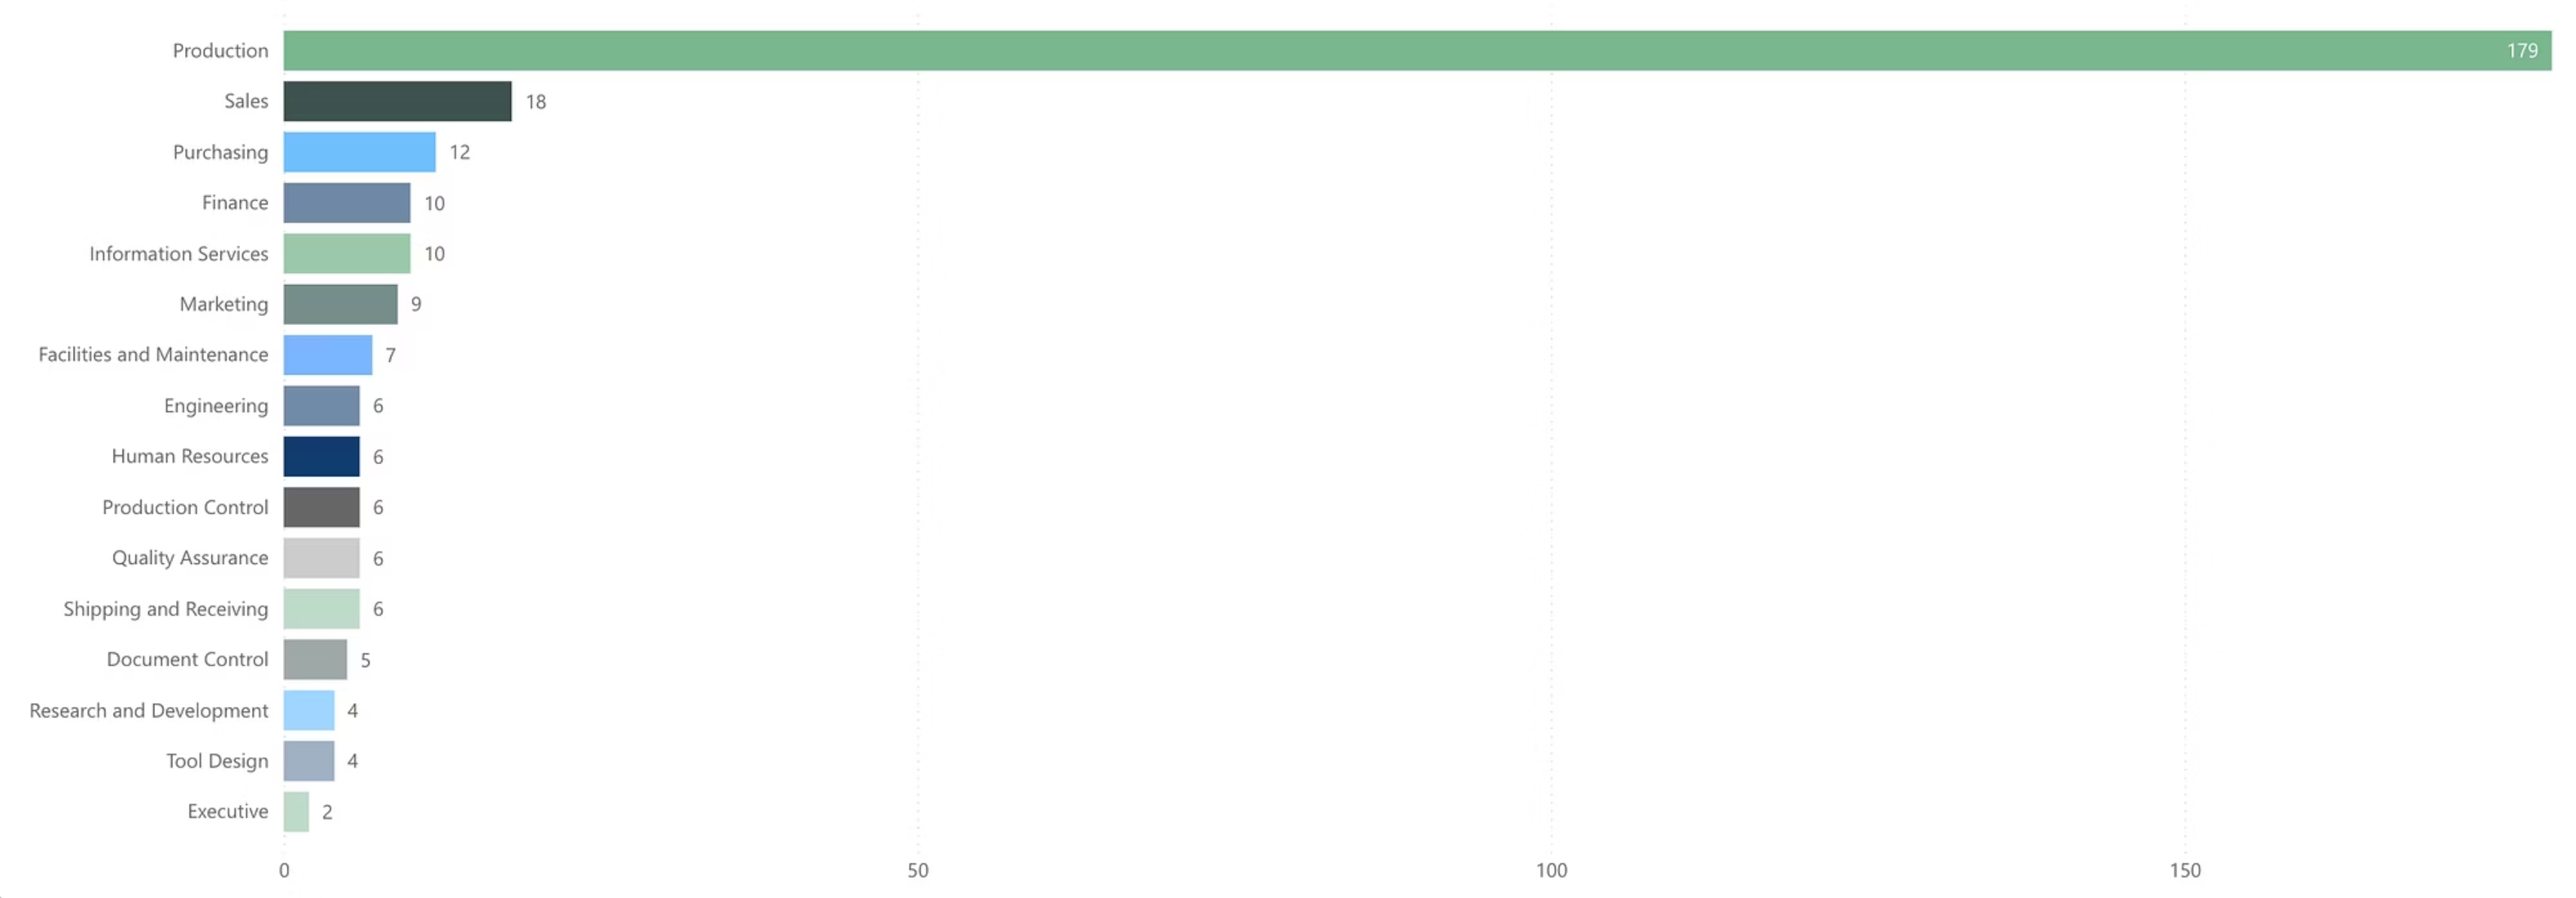 Production 179
Sales 18
Purchasing 12
Finance 10
Information Services 10
Marketing 9
Facilities and Maintenance 7
Engineering 6
Human Resources 6
Production Control 6
Quality Assurance 6
Shipping and Receiving 6
Document Control 5
Research and Development 4
Tool Design 4
Executive 2
0 50 100 150